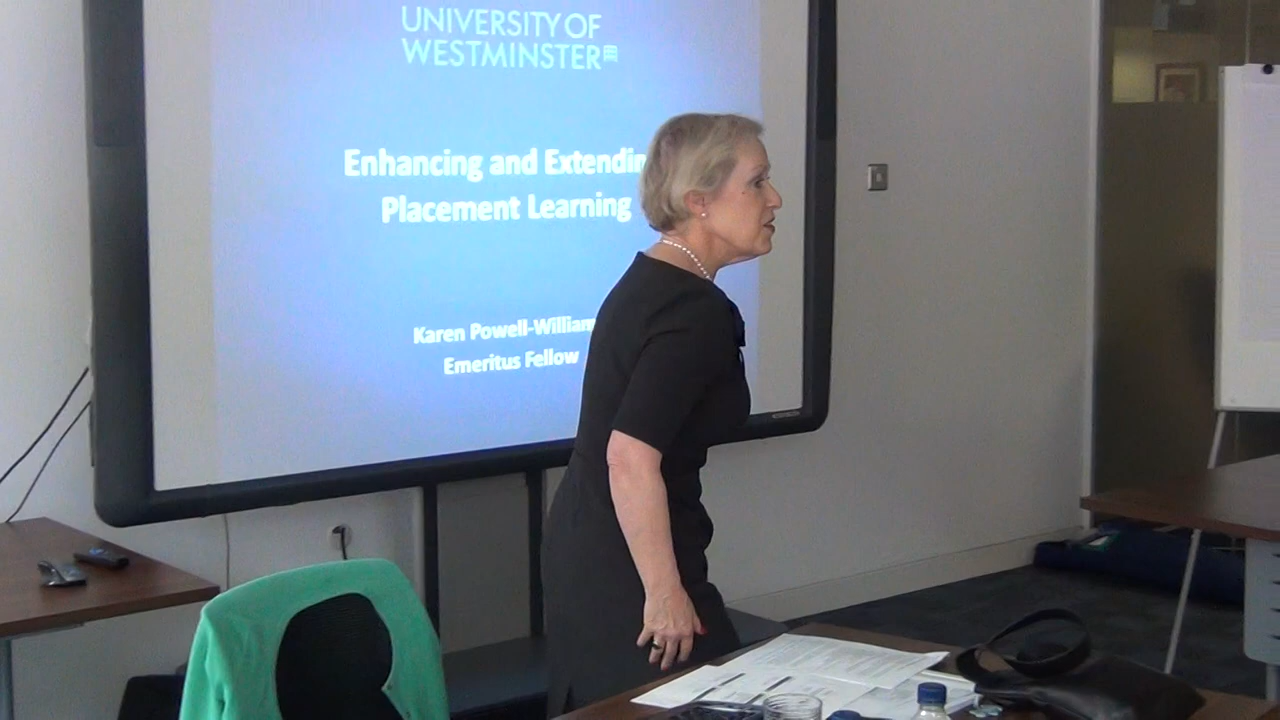 UNIVERSITY OF
WESTMINSTER
Enhancing and Extendin
Placement Learning
Karen Powell-William
Emeritus Fellow